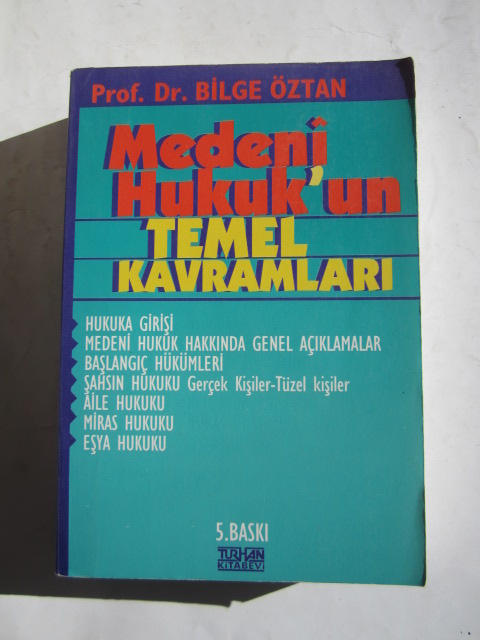 Prof. Dr. BİLGE ÖZTAN
Medenî
Hukuk'un
TEMEL
KAVRAMLARI
HUKUKA GİRİŞİ
MEDENİ HUKUK HAKKINDA GENEL AÇIKLAMALAR
BAŞLANGIÇ HÜKÜMLERİ
ŞAHSIN HUKUKU Gerçek Kişiler-Tüzel kişiler
AİLE HUKUKU
MİRAS HUKUKU
EŞYA HUKUKU
5.BASKI
TURHAN
KİTABEVİ